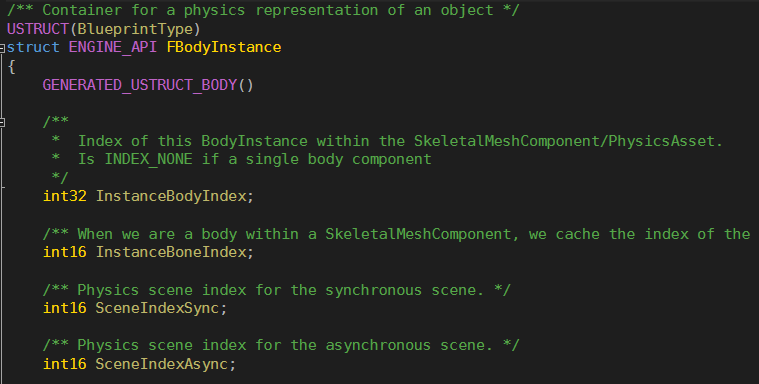 /** Container for a physics representation of an object */
USTRUCT(BlueprintType)
struct ENGINE_API FBodyInstance
{
GENERATED_USTRUCT_BODY()
/**
* Index of this BodyInstance within the SkeletalMeshComponent/PhysicsAsset.
* Is INDEX_NONE if a single body component
*/
int32 InstanceBodyIndex;
/** When we are a body within a SkeletalMeshComponent, we cache the index of the
int16 InstanceBoneIndex;
/** Physics scene index for the synchronous scene. */
int16 SceneIndexSync;
/** Physics scene index for the asynchronous scene. */
int16 SceneIndexAsync;